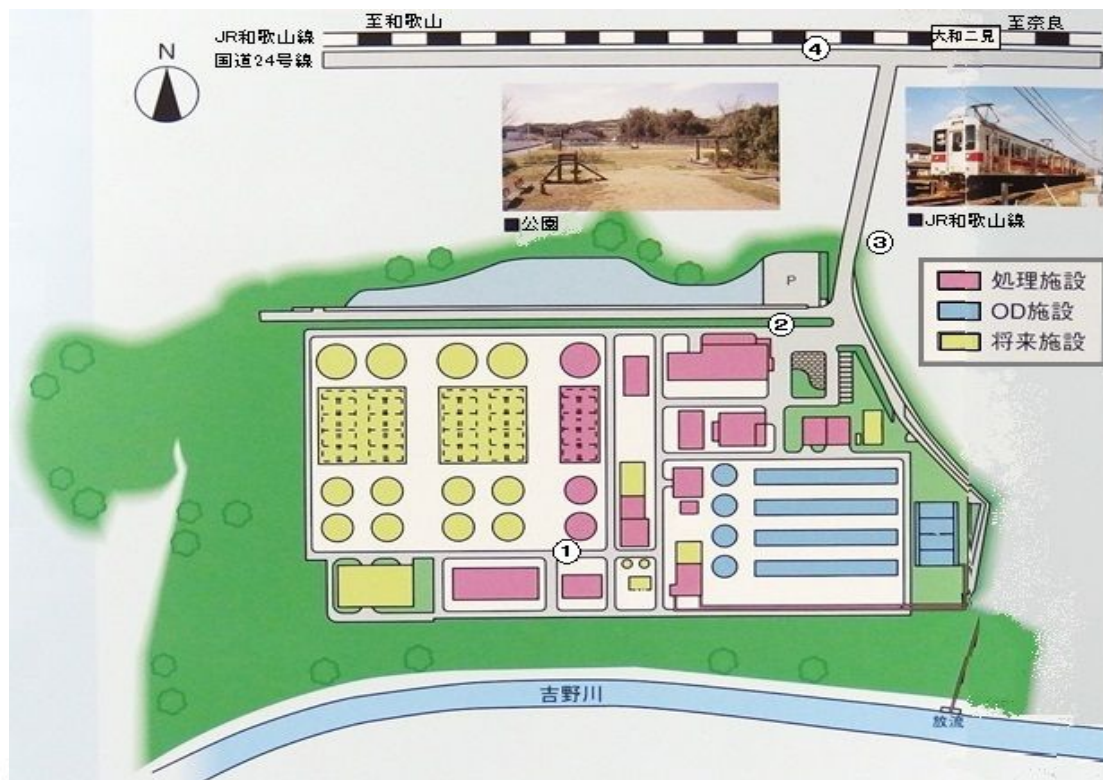 至和歌山
至奈良
N
JR和歌山線
大和二見
国道24号線
④
■公園
■JR和歌山線
③
処理施設
OD施設
将来施設
P
②
①
吉野川
放流